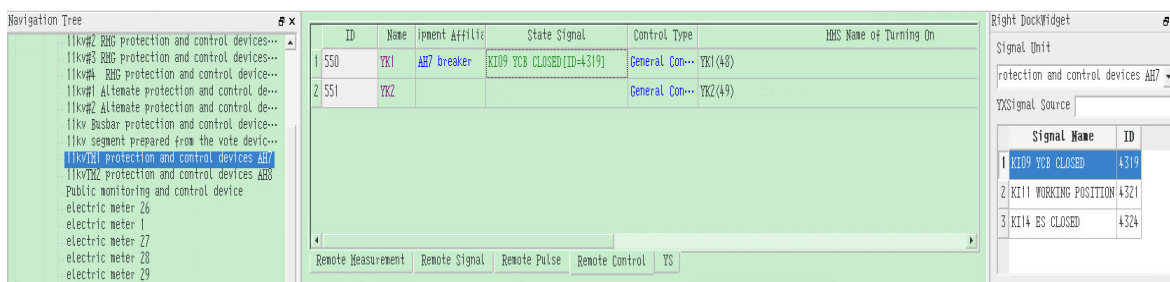 Navigation Tree
11kv#2 RMG protection and control devices···
11kv#3 RMG protection and control devices···
11kv#4 RMG protection and control device···
11kv#1 Altemate protection and control de···
11kv#2 Altemate protection and control de···
11kv Busbar protection and control device···
11kv segment prepared from the vote devic···
11kvTM1 protection and control devices AH7
11kvTM2 protection and control devices AH8
Public monitoring and control device
electric meter 26
electric meter 1
electric meter 27
electric meter 28
electric meter 29
ID Name ipment Affilia State Signal Control Type MMS Name of Turning On
1 550 YK1 AH7 breaker KI09 YCB CLOSED[ID=4319] General Con··· YK1(48)
2 551 YK2 General Con··· YK2(49)
Remote Measurement Remote Signal Remote Pulse Remote Control YS
Right DockWidget
Signal Unit
rotection and control devices AH7
YXSignal Source
Signal Name ID
1 KI09 YCB CLOSED 4319
2 KI11 WORKING POSITION 4321
3 KI14 ES CLOSED 4324